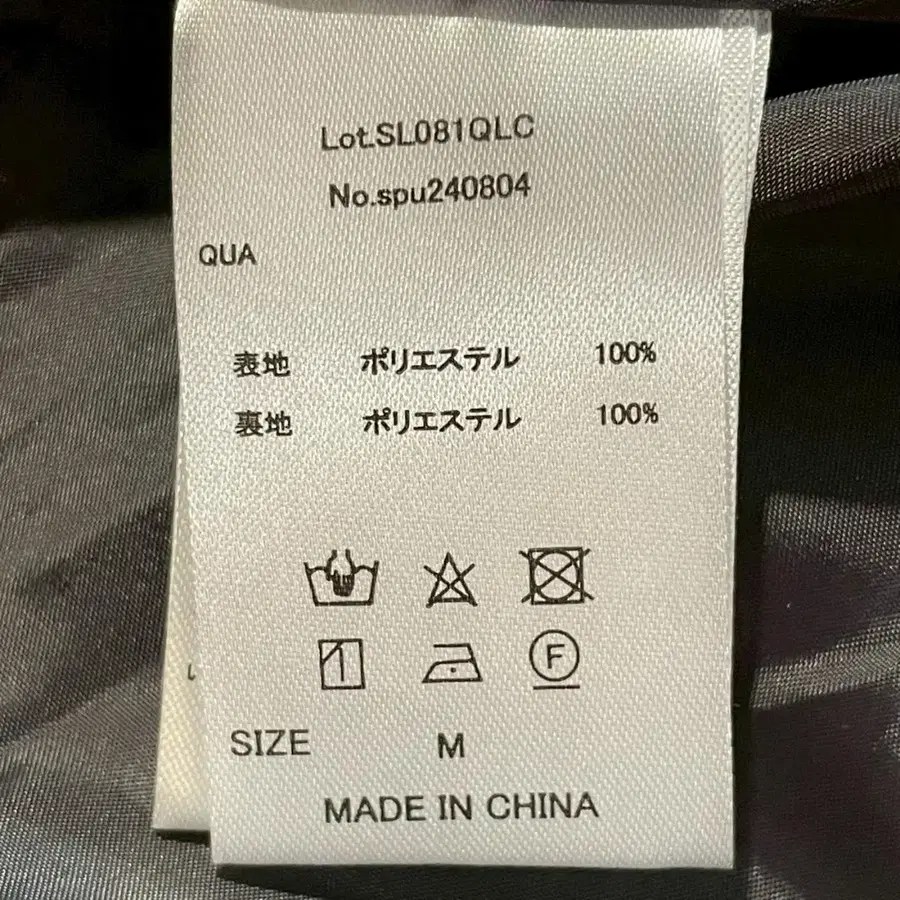 Lot.SL081QLC
No.spu240804
QUA
表地 ポリエステル 100%
裏地 ポリエステル 100%
F
SIZE M
MADE IN CHINA